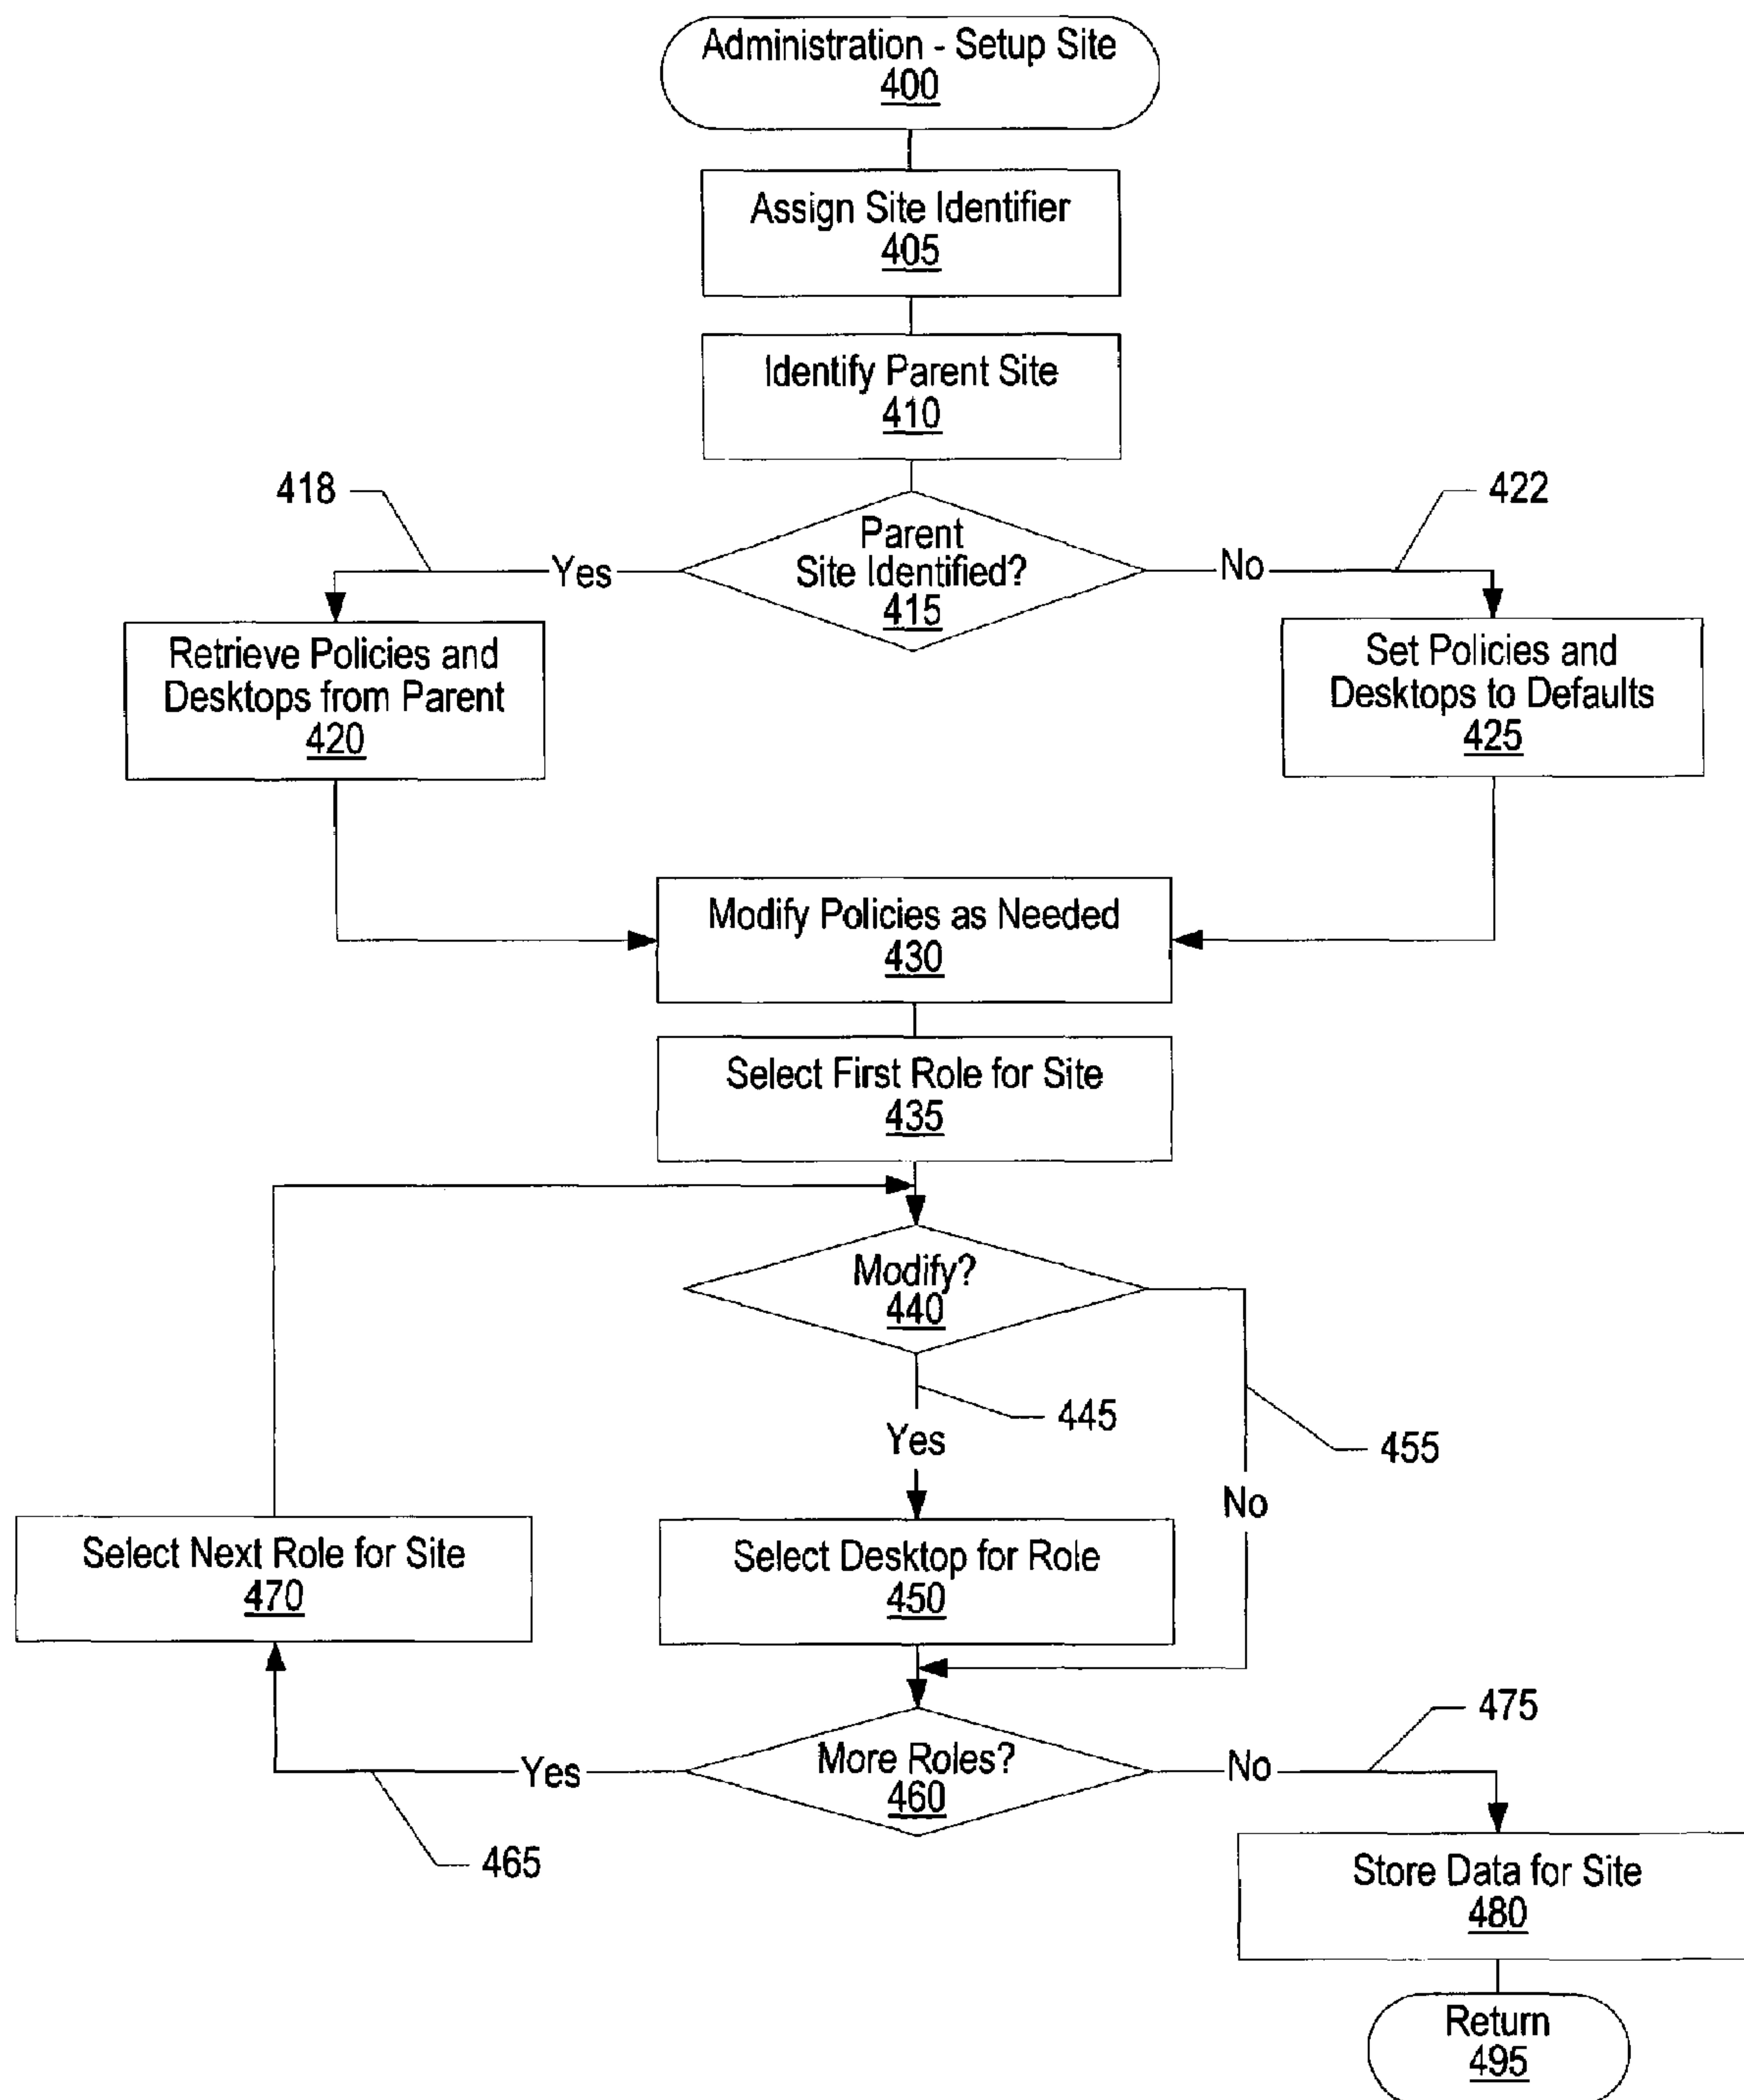 Administration - Setup Site
400
Assign Site Identifier
405
Identify Parent Site
410
418
422
Parent
Site Identified?
415
Yes
No
Retrieve Policies and
Desktops from Parent
420
Set Policies and
Desktops to Defaults
425
Modify Policies as Needed
430
Select First Role for Site
435
Modify?
440
445
Yes
455
No
Select Next Role for Site
470
Select Desktop for Role
450
475
More Roles?
460
Yes
No
465
Store Data for Site
480
Return
495